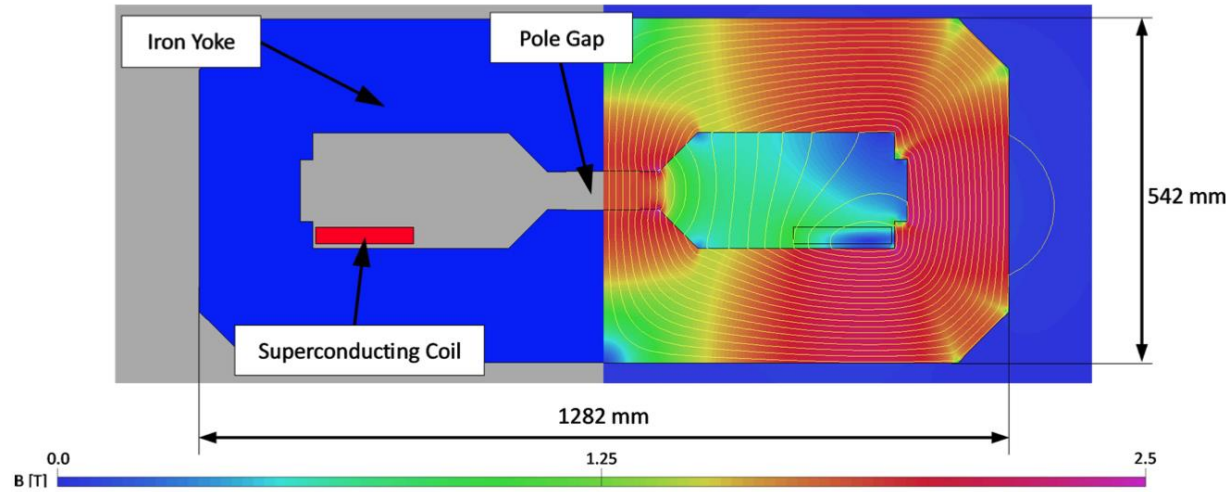 Iron Yoke
Pole Gap
Superconducting Coil
542 mm
1282 mm
0.0 1.25 2.5
B [T]